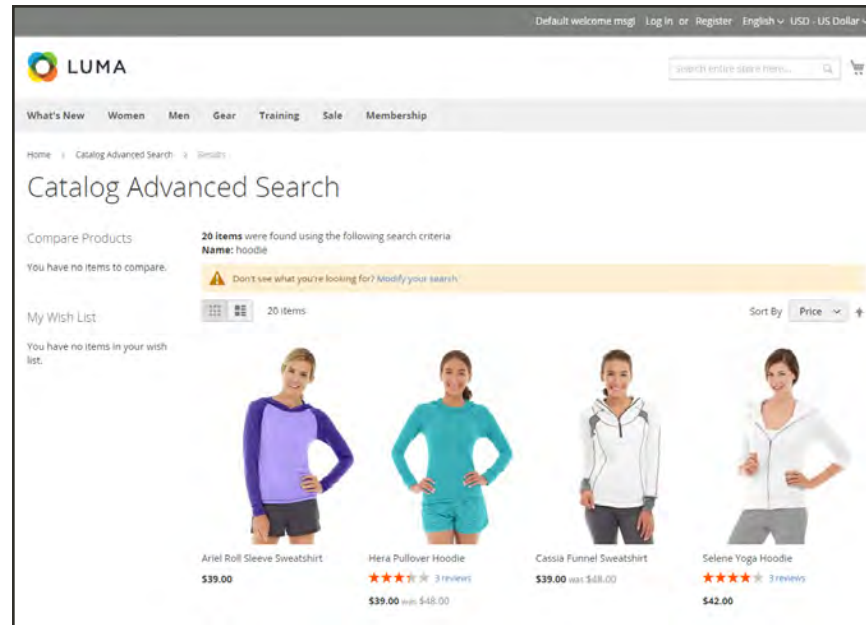 Default welcome msg! Log In or Register English USD - US Dollar
LUMA
Search entire store here...
What's New Women Men Gear Training Sale Membership
Home Catalog Advanced Search Results
Catalog Advanced Search
Compare Products
You have no items to compare.
My Wish List
You have no items in your wish
list.
20 items were found using the following search criteria
Name: hoodie
Don't see what you're looking for? Modify your search
20 items Sort By Price
Ariel Roll Sleeve Sweatshirt
$39.00
Hera Pullover Hoodie
3 reviews
$39.00 was $48.00
Cassia Funnel Sweatshirt
$39.00 was $48.00
Selene Yoga Hoodie
3 reviews
$42.00